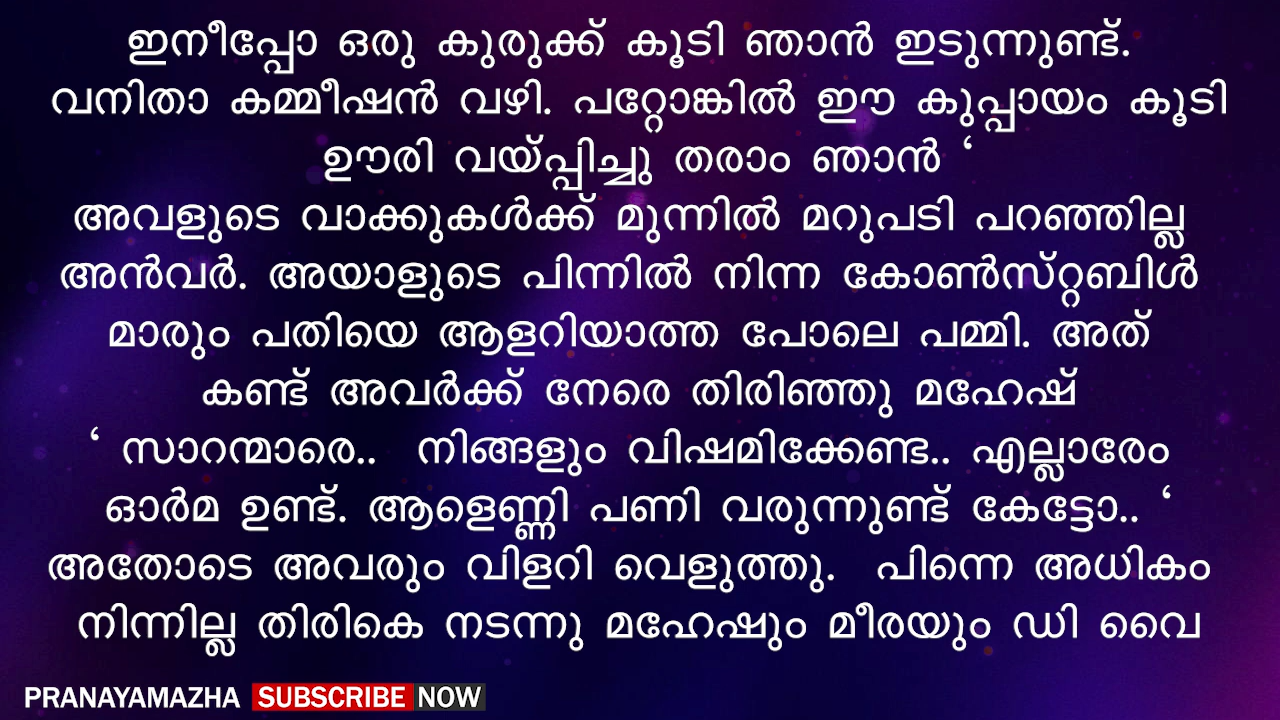 ഇനീപ്പോ ഒരു കുരുക്ക് കൂടി ഞാൻ ഇടുന്നുണ്ട്.
വനിതാ കമ്മീഷൻ വഴി. പറ്റോങ്കിൽ ഈ കുപ്പായം കൂടി
ഊരി വയ്പ്പിച്ചു തരാം ഞാൻ ‘
അവളുടെ വാക്കുകൾക്ക് മുന്നിൽ മറുപടി പറഞ്ഞില്ല
അൻവർ. അയാളുടെ പിന്നിൽ നിന്ന കോൺസ്റ്റബിൾ
മാരും പതിയെ ആളറിയാത്ത പോലെ പമ്മി. അത്
കണ്ട് അവർക്ക് നേരെ തിരിഞ്ഞു മഹേഷ്
‘ സാറന്മാരെ..  നിങ്ങളും വിഷമിക്കേണ്ട.. എല്ലാരേം
ഓർമ ഉണ്ട്. ആളെണ്ണി പണി വരുന്നുണ്ട് കേട്ടോ.. ‘
അതോടെ അവരും വിളറി വെളുത്തു.  പിന്നെ അധികം
നിന്നില്ല തിരികെ നടന്നു മഹേഷും മീരയും ഡി വൈ
PRANAYAMAZHA SUBSCRIBE NOW